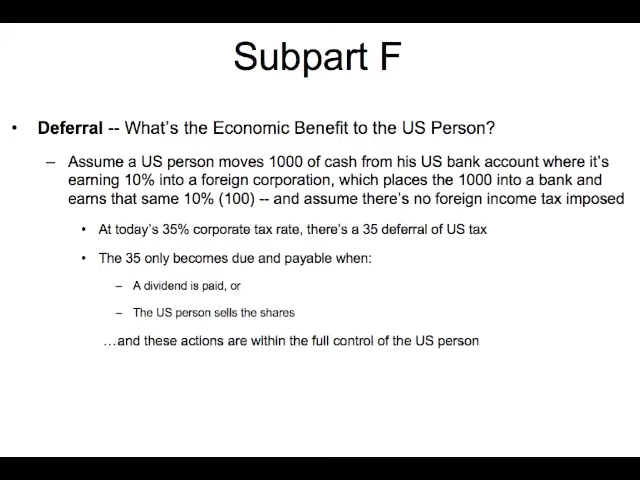 Subpart F
• Deferral -- What's the Economic Benefit to the US Person?
– Assume a US person moves 1000 of cash from his US bank account where it's
earning 10% into a foreign corporation, which places the 1000 into a bank and
earns that same 10% (100) -- and assume there's no foreign income tax imposed
• At today's 35% corporate tax rate, there's a 35 deferral of US tax
• The 35 only becomes due and payable when:
– A dividend is paid, or
– The US person sells the shares
…and these actions are within the full control of the US person